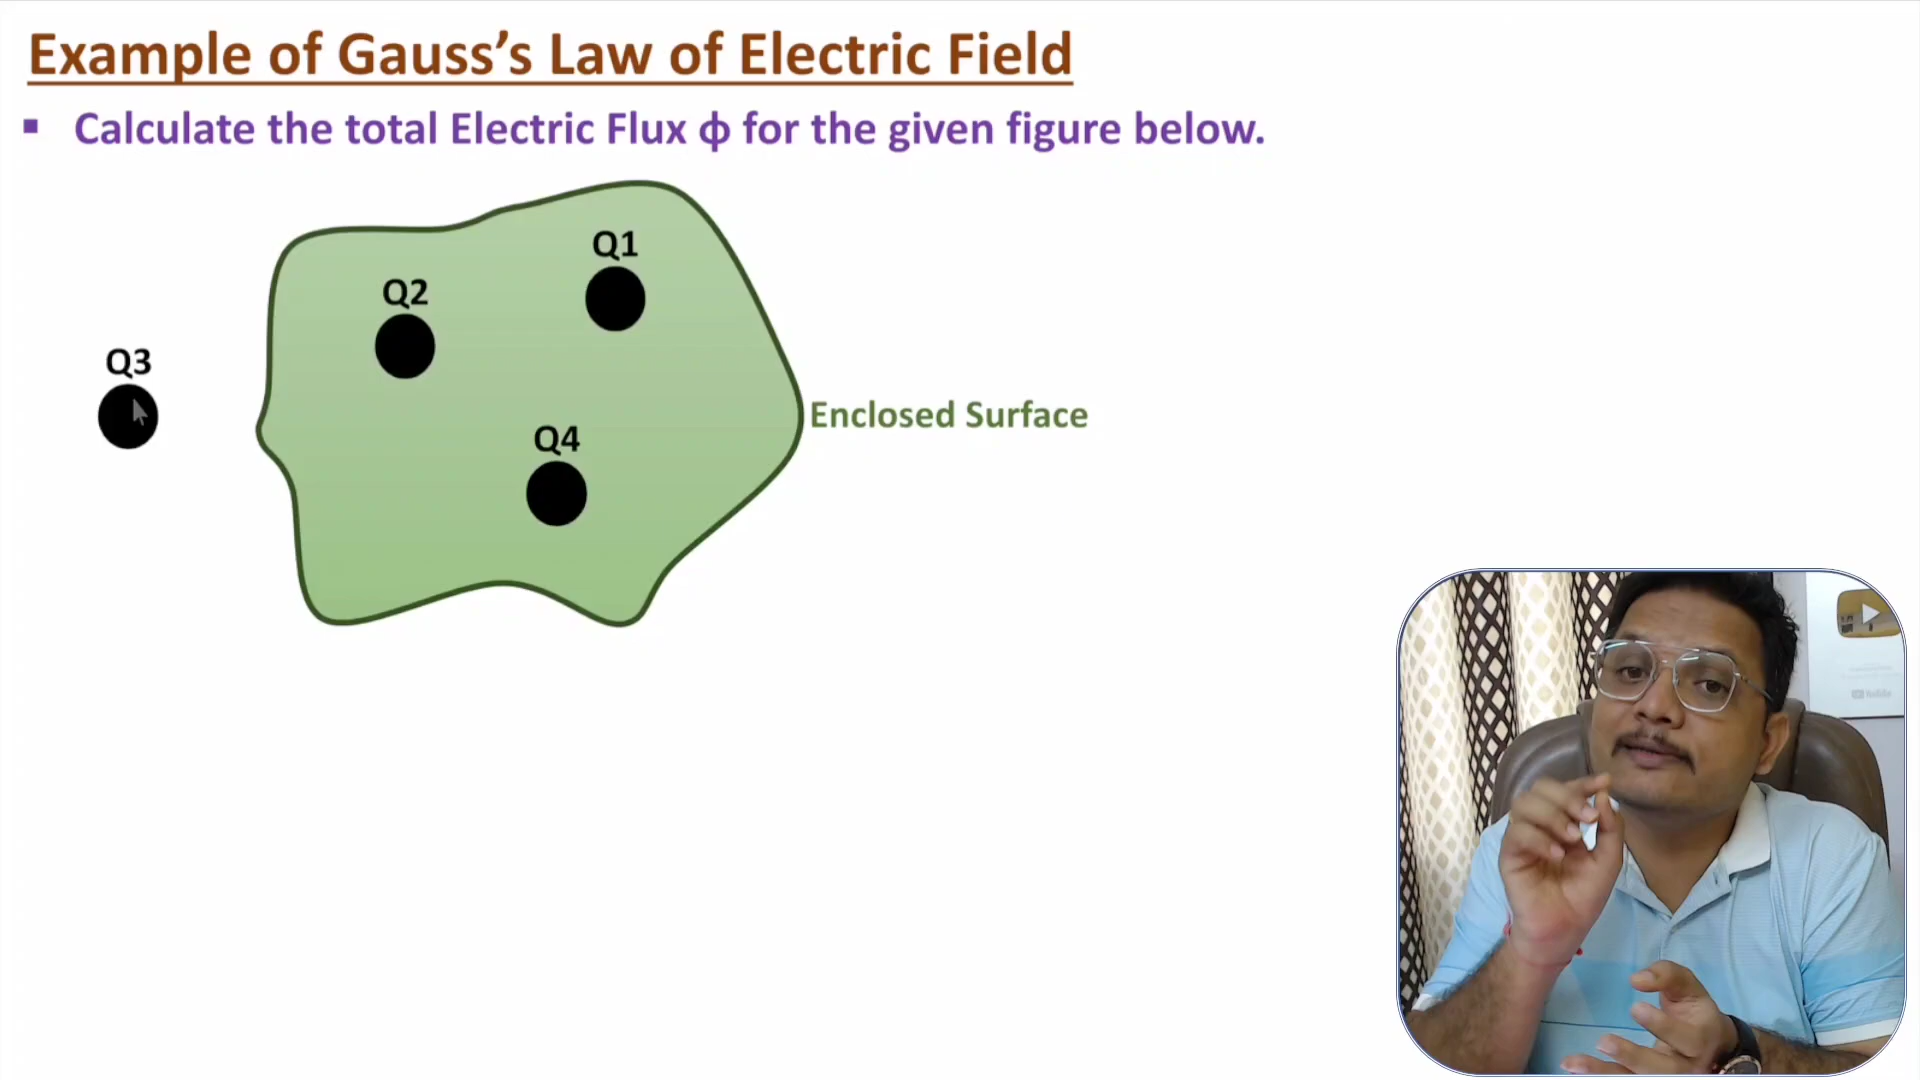 Example of Gauss’s Law of Electric Field
▪ Calculate the total Electric Flux ϕ for the given figure below.
Q1
Q2
Q3
Enclosed Surface
Q4
YouTube